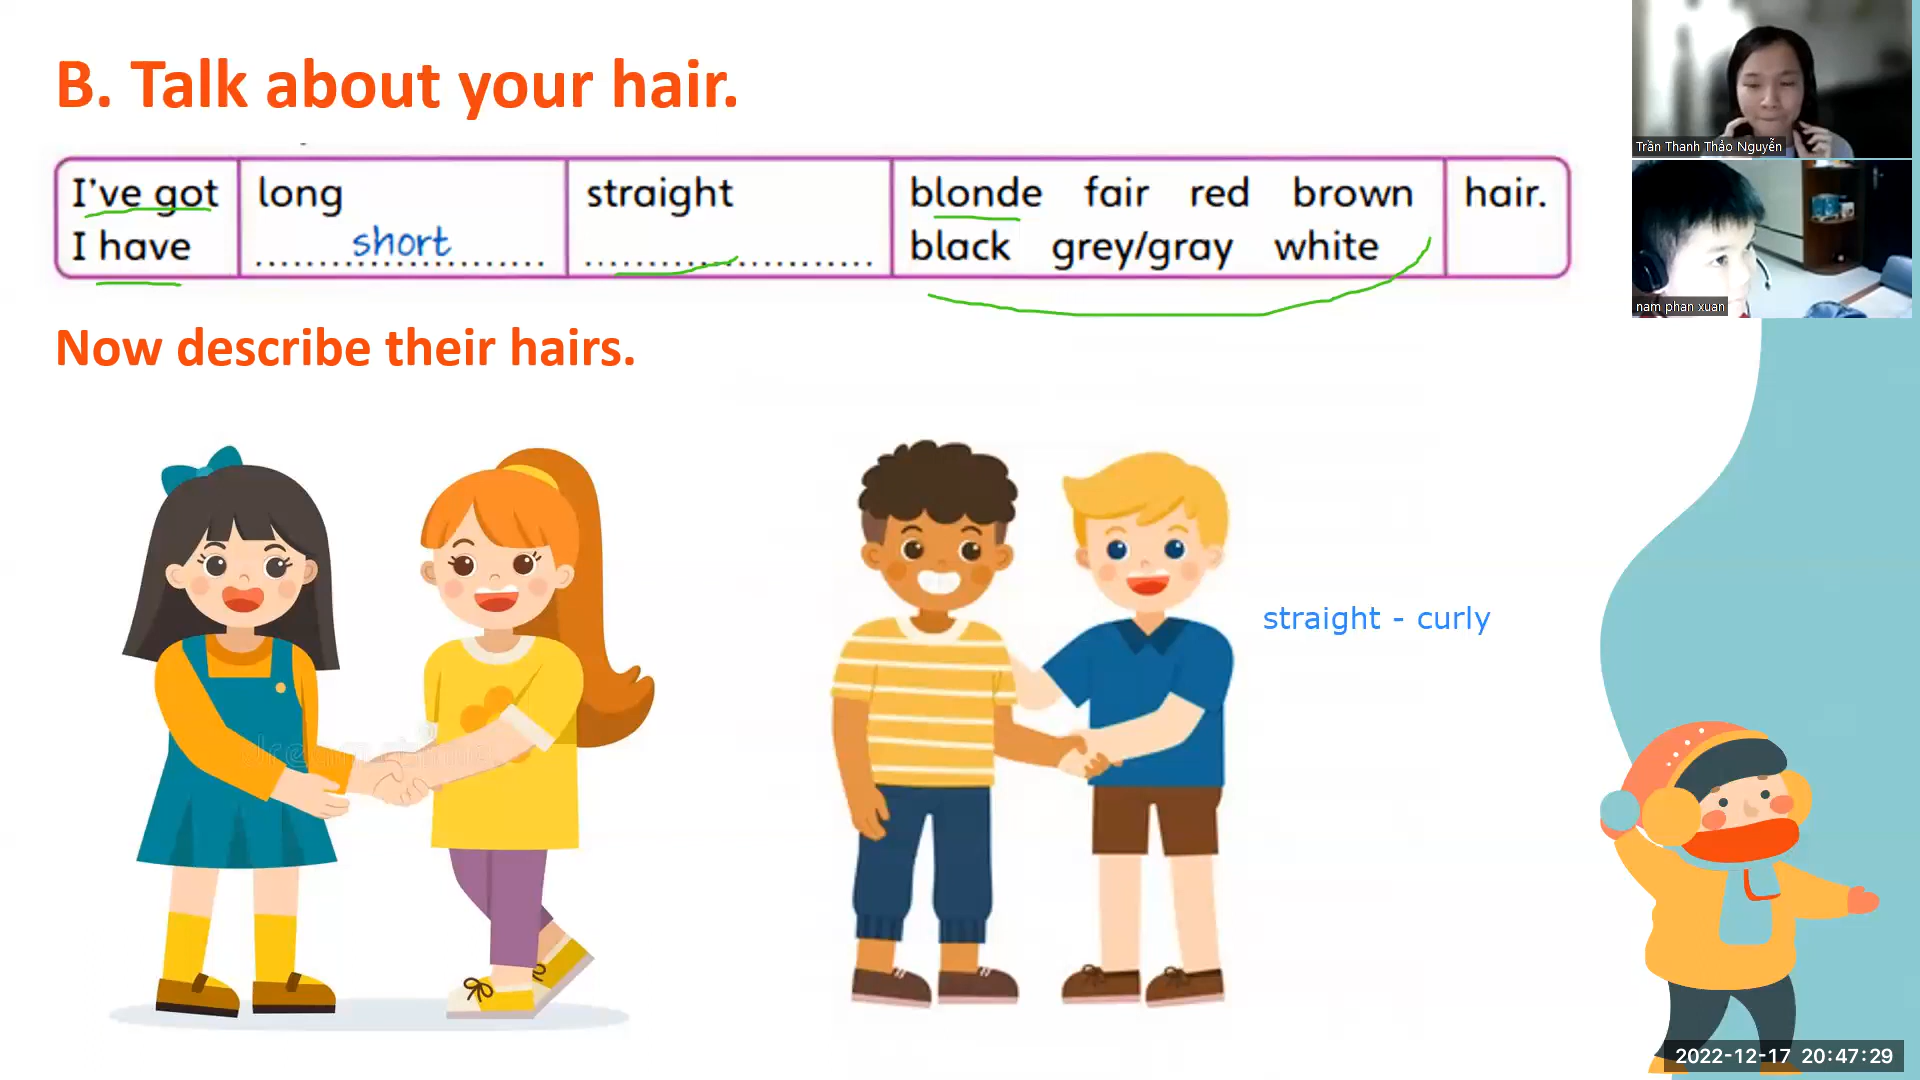 B. Talk about your hair.
I've got long straight blonde fair red brown hair.
I have short black grey/gray white
Now describe their hairs.
straight - curly
Trần Thanh Thảo Nguyễn
nam phan xuan
dreamstime
2022-12-17 20:47:29